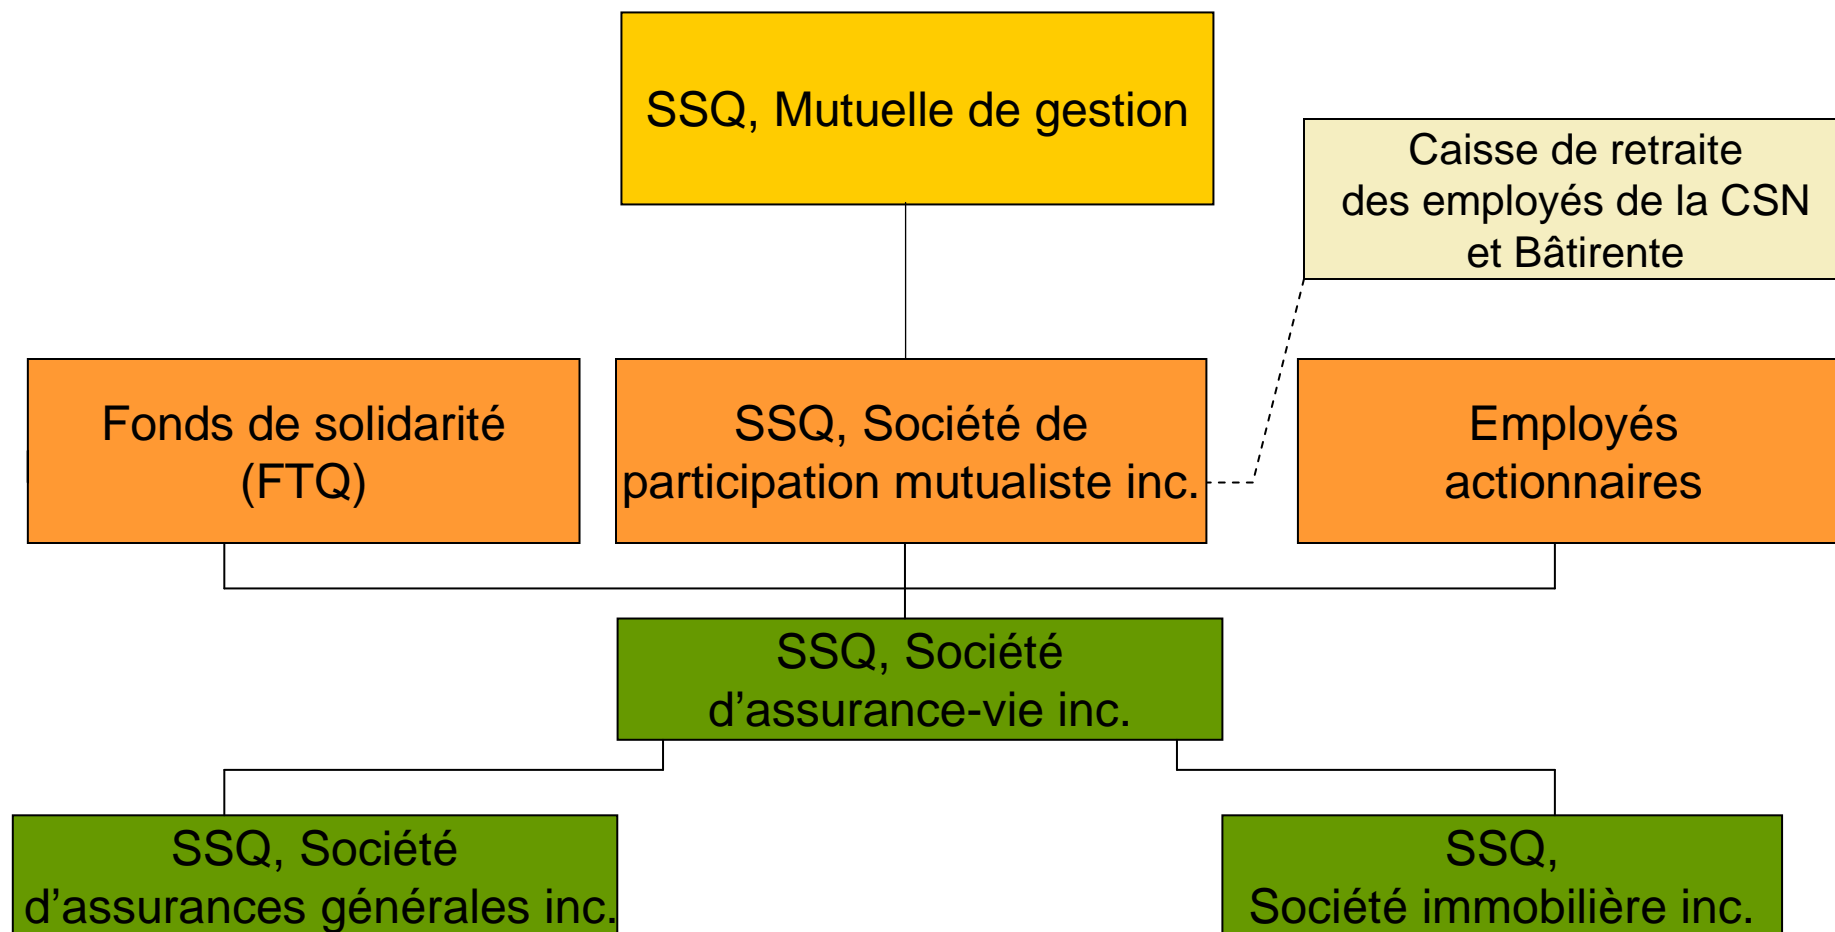 SSQ, Mutuelle de gestion
Caisse de retraite
des employés de la CSN
et Bâtirente
Fonds de solidarité
(FTQ)
SSQ, Société de
participation mutualiste inc.
Employés
actionnaires
SSQ, Société
d’assurance-vie inc.
SSQ, Société
d’assurances générales inc.
SSQ,
Société immobilière inc.